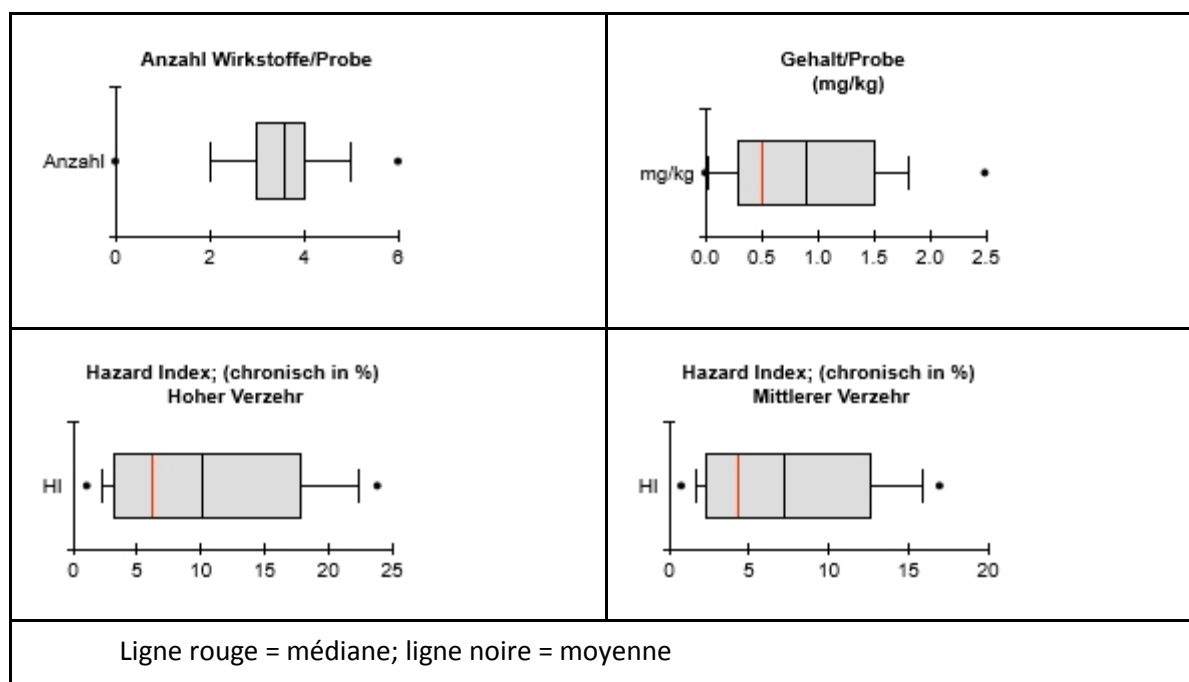 Anzahl Wirkstoffe/Probe
Anzahl
0 2 4 6
Gehalt/Probe
(mg/kg)
mg/kg
0.0 0.5 1.0 1.5 2.0 2.5
Hazard Index; (chronisch in %)
Hoher Verzehr
HI
0 5 10 15 20 25
Hazard Index; (chronisch in %)
Mittlerer Verzehr
HI
0 5 10 15 20
Ligne rouge = médiane; ligne noire = moyenne